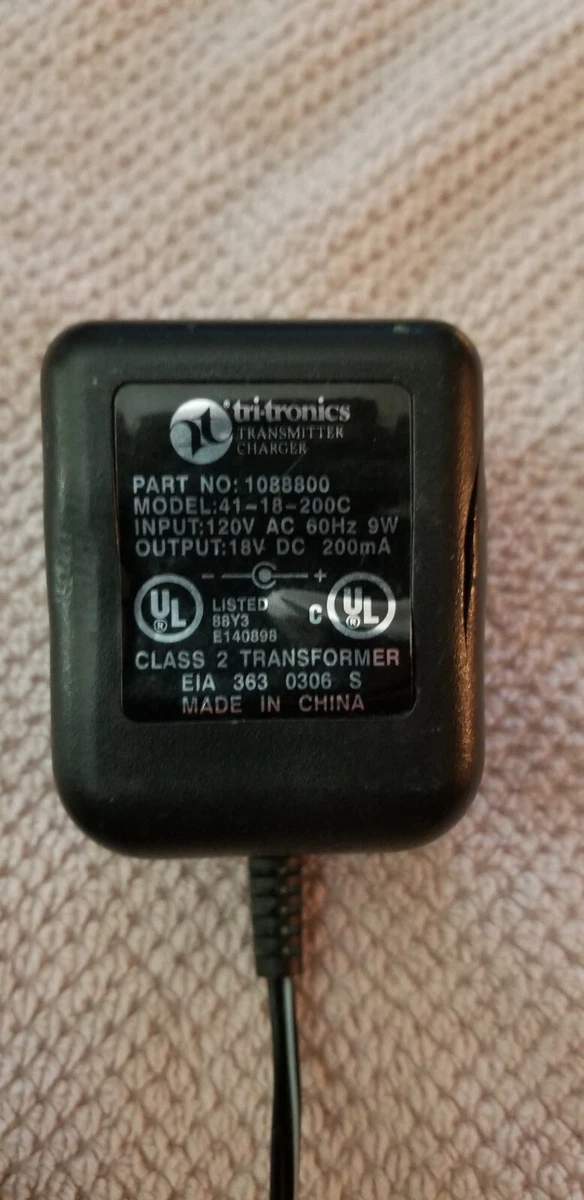 tri-tronics
TRANSMITTER
CHARGER
PART NO: 1088800
MODEL:41-18-200C
INPUT:120V AC 60Hz 9W
OUTPUT:18V DC 200mA
- +
UL ®
LISTED
88Y3
E140898
C UL ®
CLASS 2 TRANSFORMER
EIA 363 0306 S
MADE IN CHINA